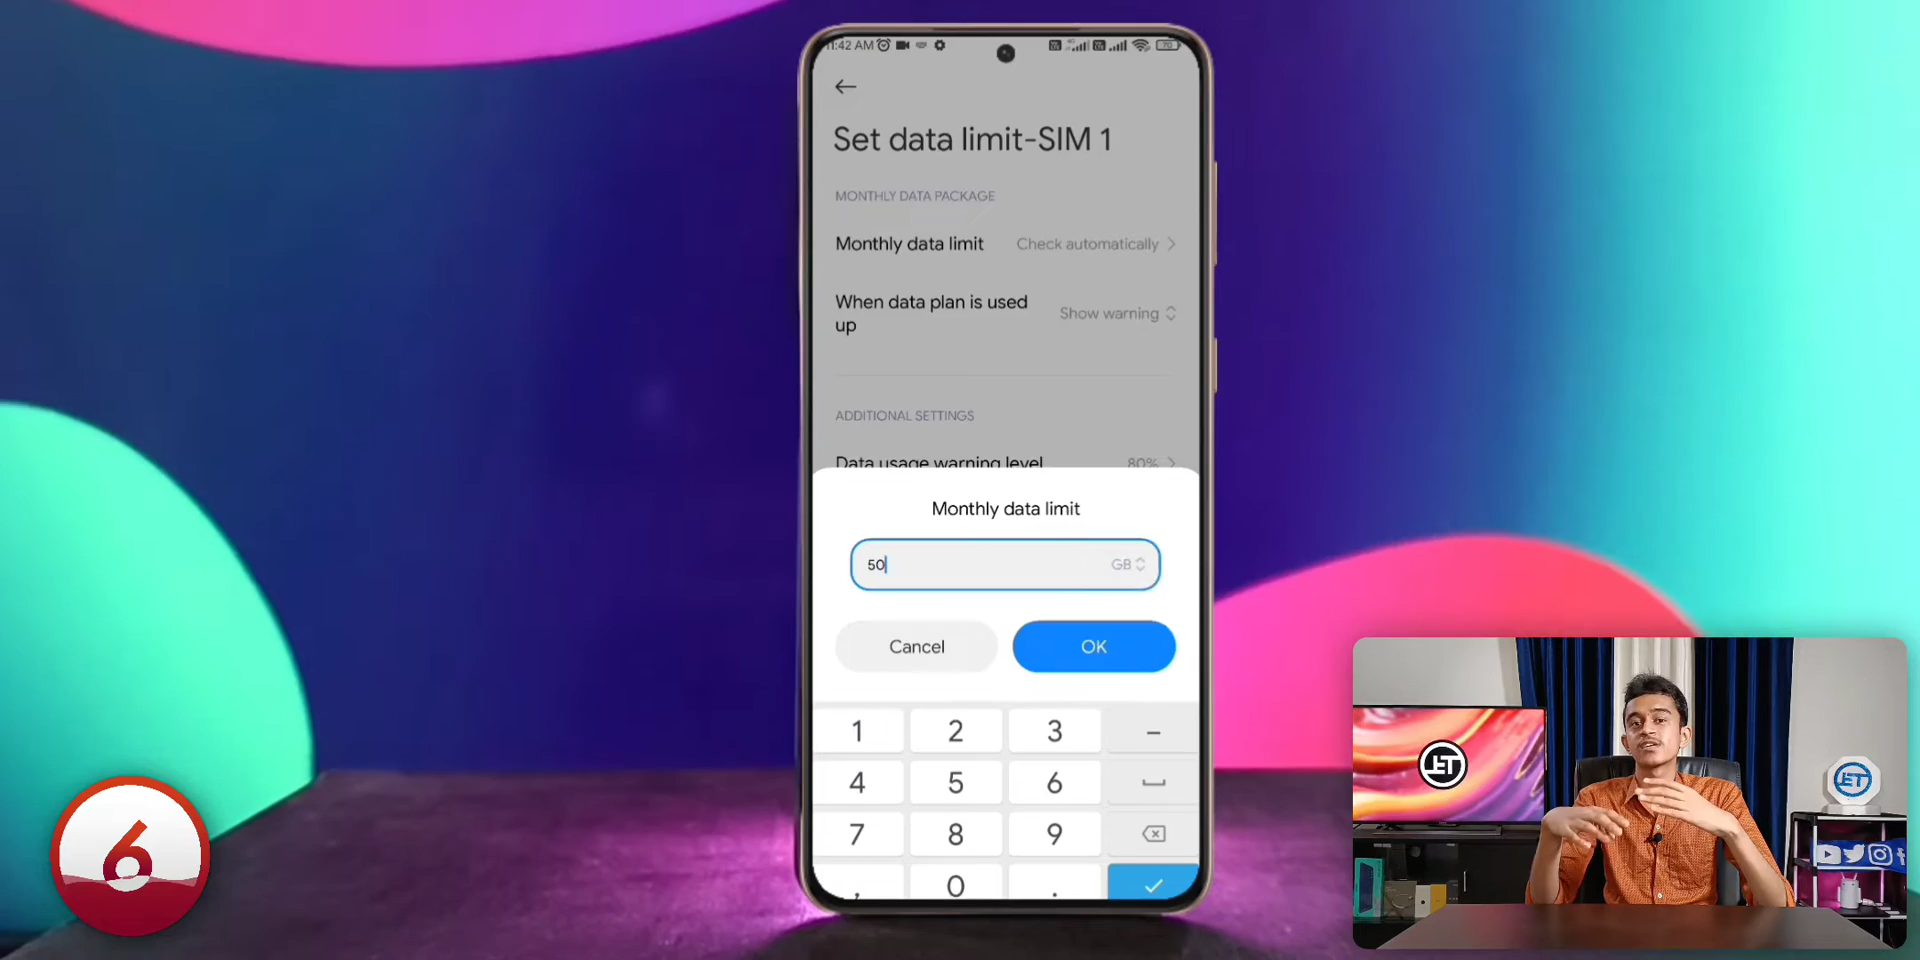 11:42 AM
Set data limit-SIM 1
MONTHLY DATA PACKAGE
Monthly data limit Check automatically
When data plan is used
up
Show warning
ADDITIONAL SETTINGS
Data usage warning level 80%
Monthly data limit
50 GB
Cancel OK
1 2 3 –
4 5 6
7 8 9
, 0 .
6